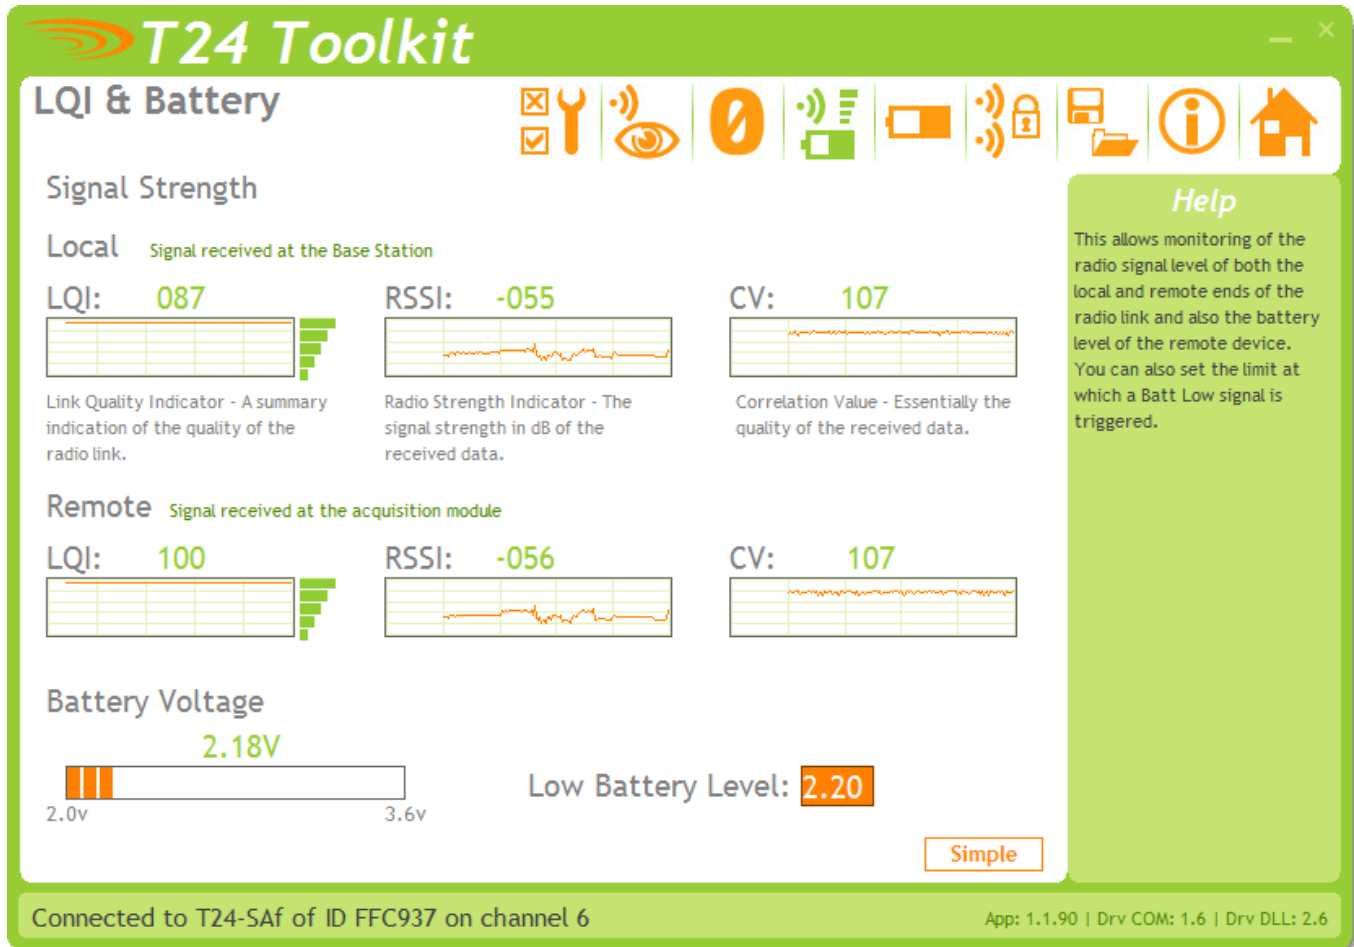 T24 Toolkit
LQI & Battery
Signal Strength
Local Signal received at the Base Station
LQI: 087
RSSI: -055
CV: 107
Link Quality Indicator - A summary
indication of the quality of the
radio link.
Radio Strength Indicator - The
signal strength in dB of the
received data.
Correlation Value - Essentially the
quality of the received data.
Remote Signal received at the acquisition module
LQI: 100
RSSI: -056
CV: 107
Battery Voltage
2.18V
2.0v
3.6v
Low Battery Level: 2.20
Simple
Help
This allows monitoring of the
radio signal level of both the
local and remote ends of the
radio link and also the battery
level of the remote device.
You can also set the limit at
which a Batt Low signal is
triggered.
Connected to T24-SAf of ID FFC937 on channel 6
App: 1.1.90 | Drv COM: 1.6 | Drv DLL: 2.6